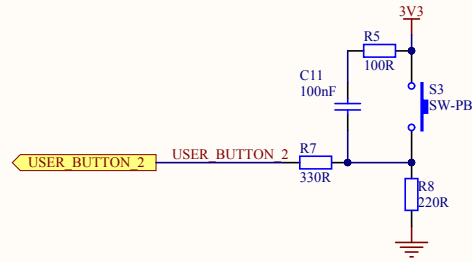 3V3
R5
100R
C11
100nF
S3
SW-PB
USER_BUTTON_2
USER_BUTTON_2
R7
330R
R8
220R